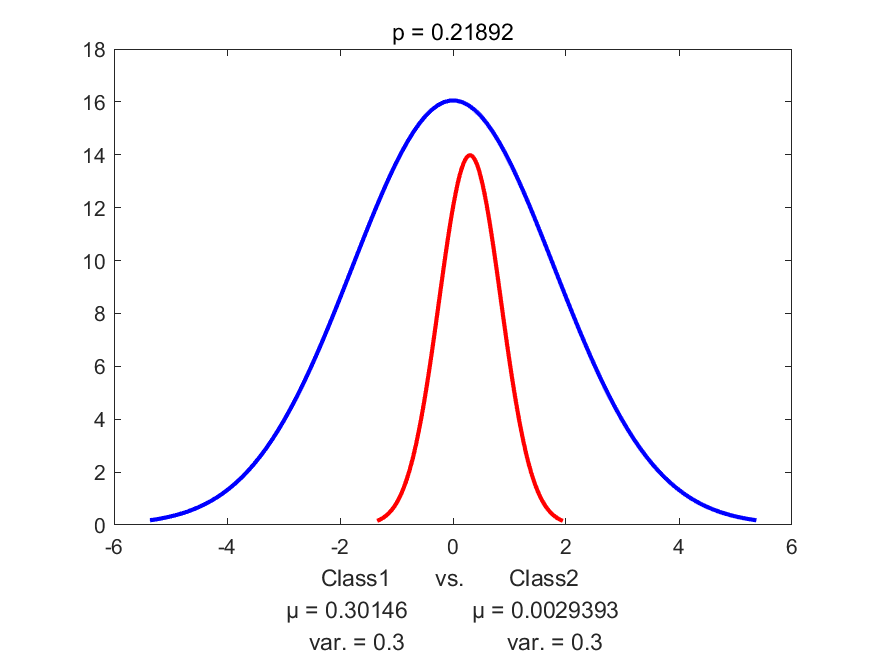 p = 0.21892
18
16
14
12
10
8
6
4
2
0
-6 -4 -2 0 2 4 6
Class1 vs. Class2
μ = 0.30146 μ = 0.0029393
var. = 0.3 var. = 0.3